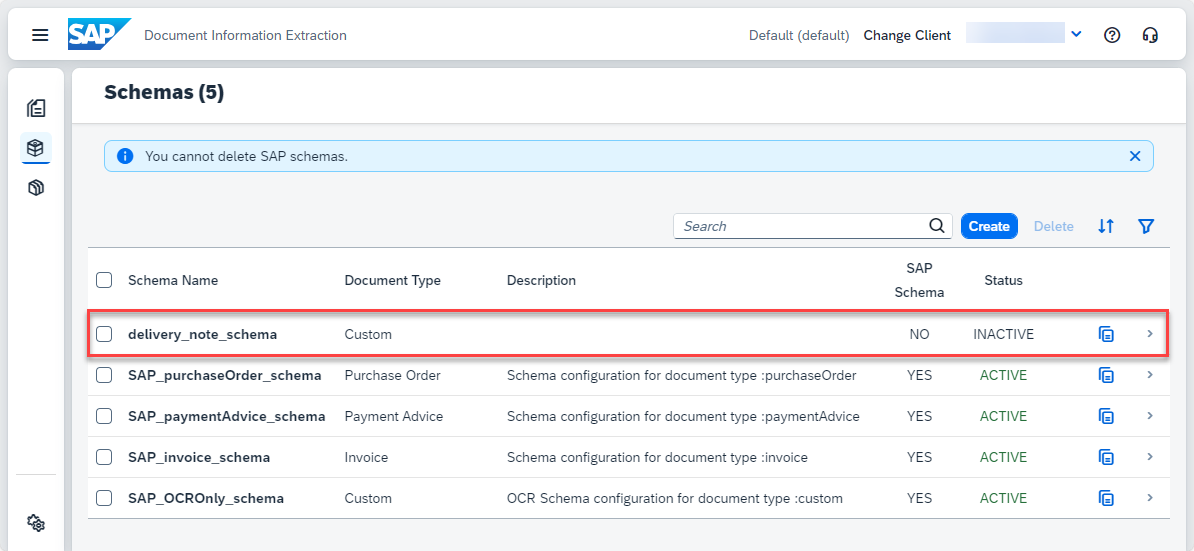 SAP Document Information Extraction Default (default) Change Client
Schemas (5)
You cannot delete SAP schemas.
Search Create Delete
Schema Name Document Type Description SAP Schema Status
delivery_note_schema Custom NO INACTIVE
SAP_purchaseOrder_schema Purchase Order Schema configuration for document type :purchaseOrder YES ACTIVE
SAP_paymentAdvice_schema Payment Advice Schema configuration for document type :paymentAdvice YES ACTIVE
SAP_invoice_schema Invoice Schema configuration for document type :invoice YES ACTIVE
SAP_OCROnly_schema Custom OCR Schema configuration for document type :custom YES ACTIVE